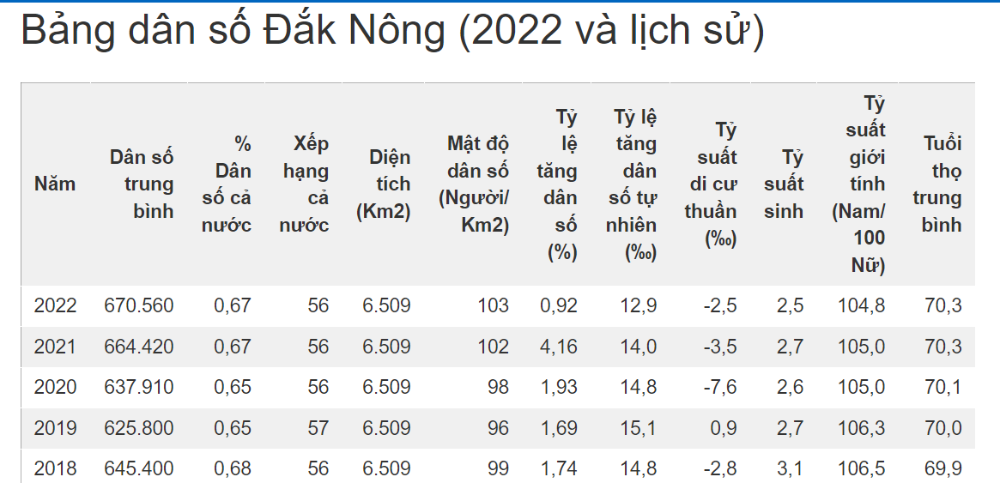 Bảng dân số Đắk Nông (2022 và lịch sử)
Năm Dân số trung bình % Dân số cả nước Xếp hạng cả nước Diện tích (Km2) Mật độ dân số (Người/ Km2) Tỷ lệ tăng dân số (%) Tỷ lệ tăng dân số tự nhiên (‰) Tỷ suất di cư thuần (‰) Tỷ suất sinh Tỷ suất giới tính (Nam/ 100 Nữ) Tuổi thọ trung bình
2022 670.560 0,67 56 6.509 103 0,92 12,9 -2,5 2,5 104,8 70,3
2021 664.420 0,67 56 6.509 102 4,16 14,0 -3,5 2,7 105,0 70,3
2020 637.910 0,65 56 6.509 98 1,93 14,8 -7,6 2,6 105,0 70,1
2019 625.800 0,65 57 6.509 96 1,69 15,1 0,9 2,7 106,3 70,0
2018 645.400 0,68 56 6.509 99 1,74 14,8 -2,8 3,1 106,5 69,9